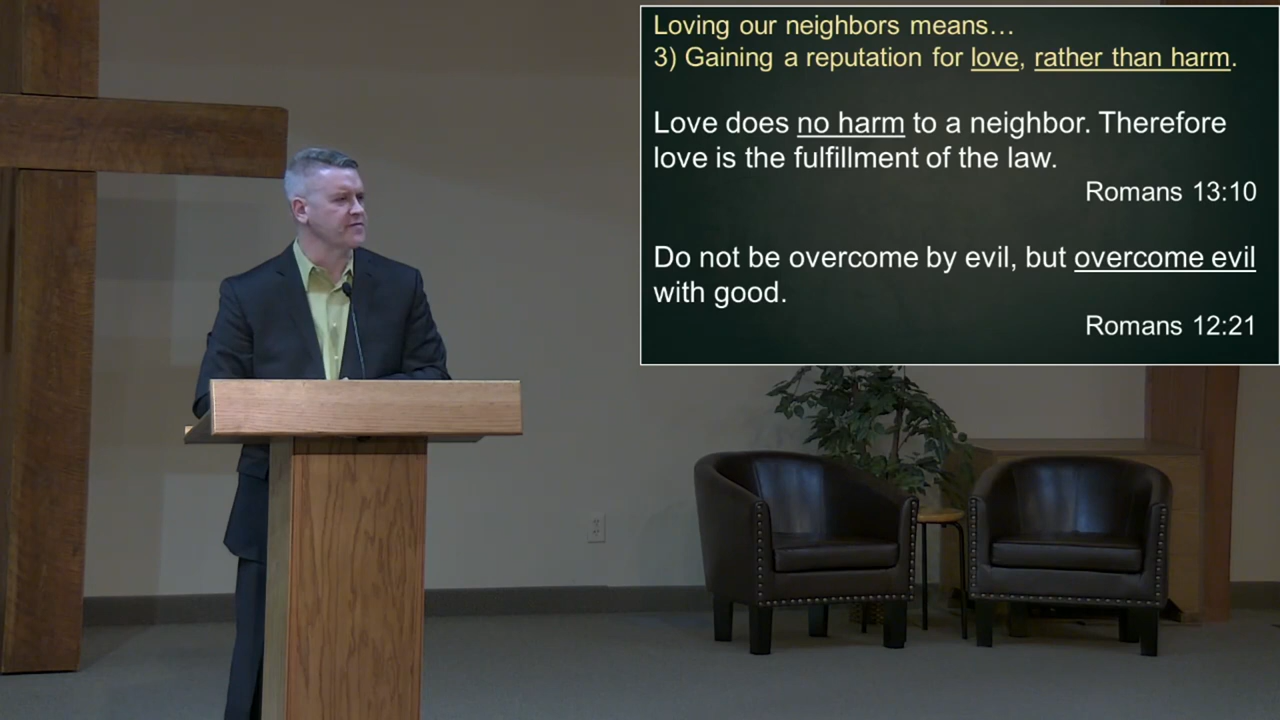 Loving our neighbors means…
3) Gaining a reputation for love, rather than harm.
Love does no harm to a neighbor. Therefore
love is the fulfillment of the law.
Romans 13:10
Do not be overcome by evil, but overcome evil
with good.
Romans 12:21